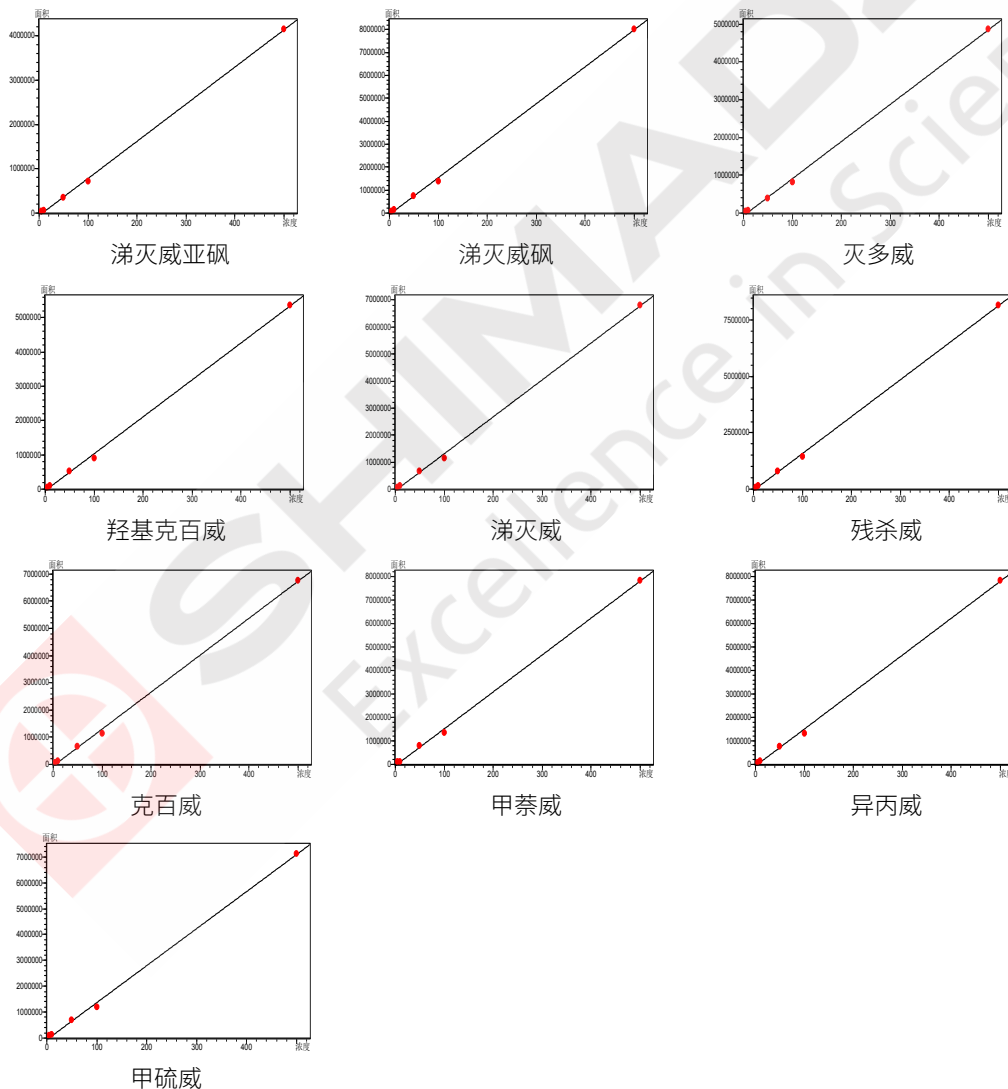 面积 面积 面积
4000000 3000000 2000000 1000000 0
0 100 200 300 400 浓度
8000000 7000000 6000000 5000000 4000000 3000000 2000000 1000000 0
0 100 200 300 400 浓度
5000000 4000000 3000000 2000000 1000000 0
0 100 200 300 400 浓度
涕灭威亚砜 涕灭威砜 灭多威
面积 面积 面积
5000000 4000000 3000000 2000000 1000000 0
0 100 200 300 400 浓度
7000000 6000000 5000000 4000000 3000000 2000000 1000000 0
0 100 200 300 400 浓度
7500000 5000000 2500000 0
0 100 200 300 400 浓度
羟基克百威 涕灭威 残杀威
面积 面积 面积
7000000 6000000 5000000 4000000 3000000 2000000 1000000 0
0 100 200 300 400 浓度
8000000 7000000 6000000 5000000 4000000 3000000 2000000 1000000 0
0 100 200 300 400 浓度
8000000 7000000 6000000 5000000 4000000 3000000 2000000 1000000 0
0 100 200 300 400 浓度
克百威 甲萘威 异丙威
面积
7000000 6000000 5000000 4000000 3000000 2000000 1000000 0
0 100 200 300 400 浓度
甲硫威
SHIMAD
Excellence in Scien